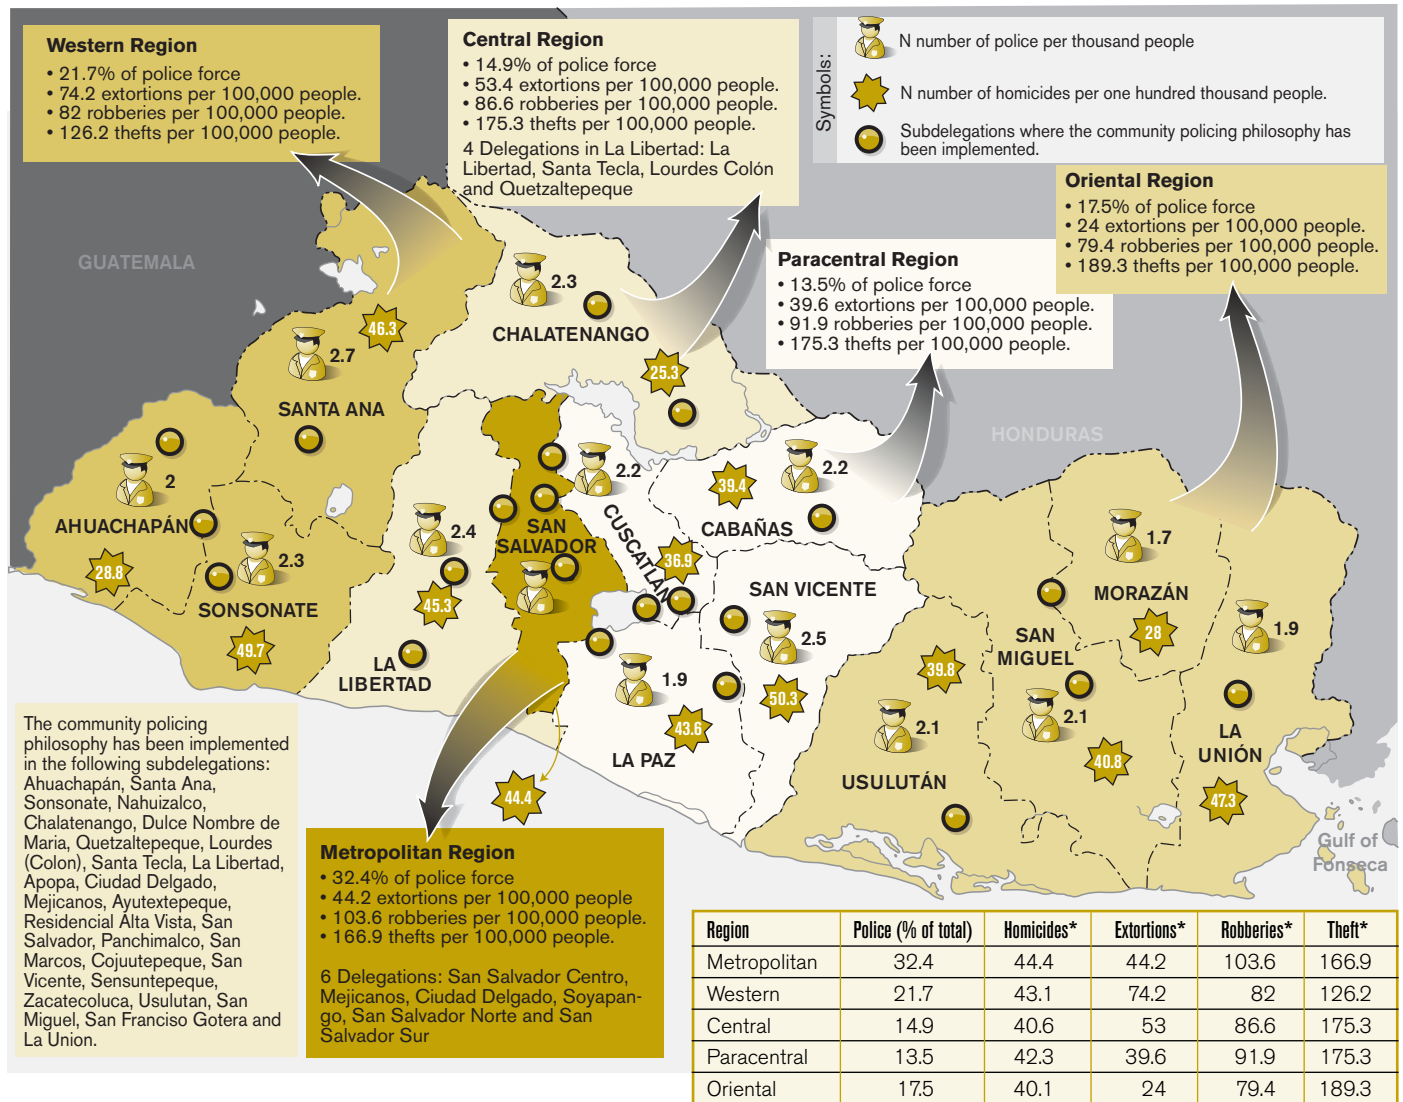 Western Region
• 21.7% of police force
• 74.2 extortions per 100,000 people.
• 82 robberies per 100,000 people.
• 126.2 thefts per 100,000 people.
Central Region
• 14.9% of police force
• 53.4 extortions per 100,000 people.
• 86.6 robberies per 100,000 people.
• 175.3 thefts per 100,000 people.
4 Delegations in La Libertad: La
Libertad, Santa Tecla, Lourdes Colón
and Quetzaltepeque
Symbols:
N number of police per thousand people
N number of homicides per one hundred thousand people.
Subdelegations where the community policing philosophy has
been implemented.
Oriental Region
• 17.5% of police force
• 24 extortions per 100,000 people.
• 79.4 robberies per 100,000 people.
• 189.3 thefts per 100,000 people.
Paracentral Region
• 13.5% of police force
• 39.6 extortions per 100,000 people.
• 91.9 robberies per 100,000 people.
• 175.3 thefts per 100,000 people.
GUATEMALA
HONDURAS
2.3
CHALATENANGO
25.3
46.3
2.7
SANTA ANA
2
AHUACHAPÁN
28.8
2.3
SONSONATE
49.7
2.4
45.3
LA
LIBERTAD
SAN
SALVADOR
44.4
2.2
CUSCATLAN
36.9
39.4
2.2
CABAÑAS
SAN VICENTE
2.5
50.3
1.9
43.6
LA PAZ
39.8
2.1
USULUTÁN
SAN
MIGUEL
2.1
40.8
1.7
MORAZÁN
28
1.9
LA
UNIÓN
47.3
Gulf of
Fonseca
The community policing
philosophy has been implemented
in the following subdelegations:
Ahuachapán, Santa Ana,
Sonsonate, Nahuizalco,
Chalatenango, Dulce Nombre de
Maria, Quetzaltepeque, Lourdes
(Colon), Santa Tecla, La Libertad,
Apopa, Ciudad Delgado,
Mejicanos, Ayutextepeque,
Residencial Alta Vista, San
Salvador, Panchimalco, San
Marcos, Cojuutepeque, San
Vicente, Sensuntepeque,
Zacatecoluca, Usulutan, San
Miguel, San Franciso Gotera and
La Union.
Metropolitan Region
• 32.4% of police force
• 44.2 extortions per 100,000 people
• 103.6 robberies per 100,000 people.
• 166.9 thefts per 100,000 people.
6 Delegations: San Salvador Centro,
Mejicanos, Ciudad Delgado, Soyapan-
go, San Salvador Norte and San
Salvador Sur
Region Police (% of total) Homicides* Extortions* Robberies* Theft*
Metropolitan 32.4 44.4 44.2 103.6 166.9
Western 21.7 43.1 74.2 82 126.2
Central 14.9 40.6 53 86.6 175.3
Paracentral 13.5 42.3 39.6 91.9 175.3
Oriental 17.5 40.1 24 79.4 189.3